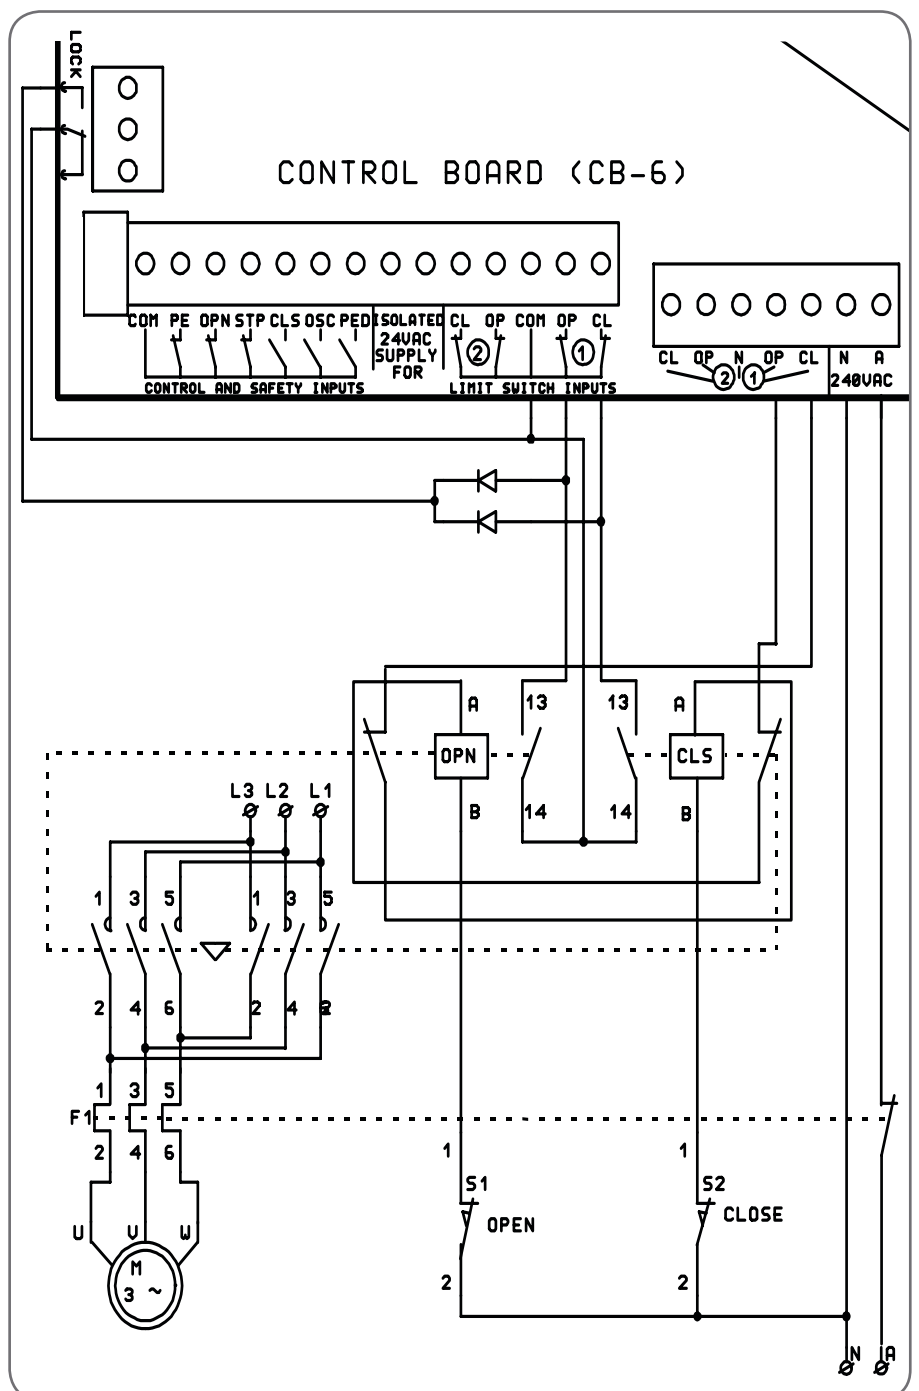 LOCK
CONTROL BOARD (CB-6)
COM PE OPN STP CLS OSC PED ISOLATED 24VAC SUPPLY FOR CL OP COM OP CL
2 1
CONTROL AND SAFETY INPUTS
LIMIT SWITCH INPUTS
CL OP N OP CL N A
2 1
240VAC
A 13 13 A
OPN CLS
B 14 14 B
L3 L2 L1
1 3 5 1 3 5
2 4 6 2 4
1 3 5
F1
2 4 6
U V W
M
3 ~
1 1
S1 S2
OPEN CLOSE
2 2
N A